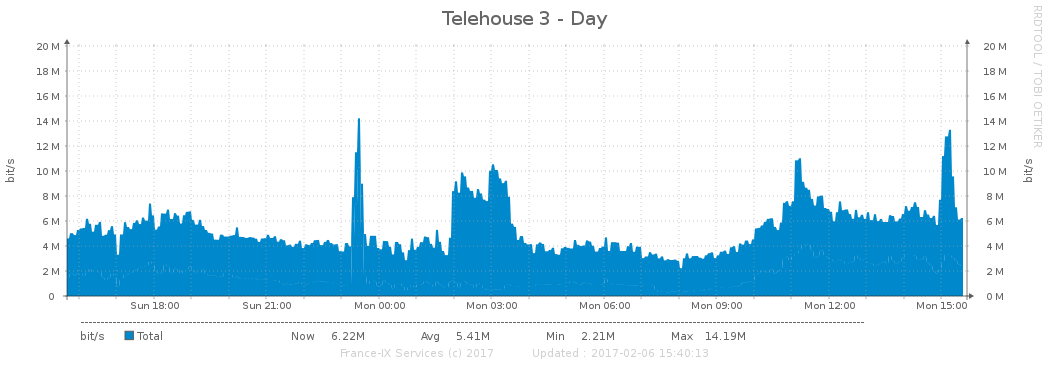 Telehouse 3 - Day
RRDTOOL / TOBI OETIKER
bit/s
bit/s
20 M 20 M
18 M 18 M
16 M 16 M
14 M 14 M
12 M 12 M
10 M 10 M
8 M 8 M
6 M 6 M
4 M 4 M
2 M 2 M
0 0 M
Sun 18:00 Sun 21:00 Mon 00:00 Mon 03:00 Mon 06:00 Mon 09:00 Mon 12:00 Mon 15:00
bit/s Total Now 6.22M Avg 5.41M Min 2.21M Max 14.19M
France-IX Services (c) 2017 Updated : 2017-02-06 15:40:13